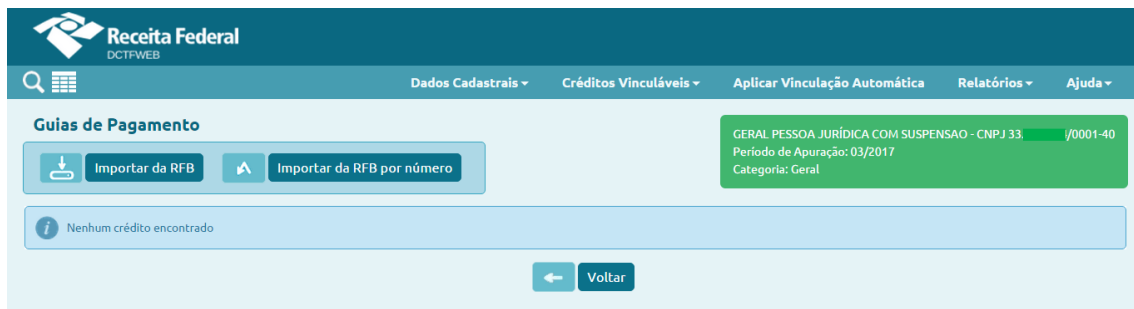 Receita Federal
DCTFWEB
Dados Cadastrais Créditos Vinculáveis Aplicar Vinculação Automática Relatórios Ajuda
Guias de Pagamento
GERAL PESSOA JURÍDICA COM SUSPENSAO - CNPJ 33. /0001-40
Período de Apuração: 03/2017
Categoria: Geral
Importar da RFB Importar da RFB por número
Nenhum crédito encontrado
Voltar